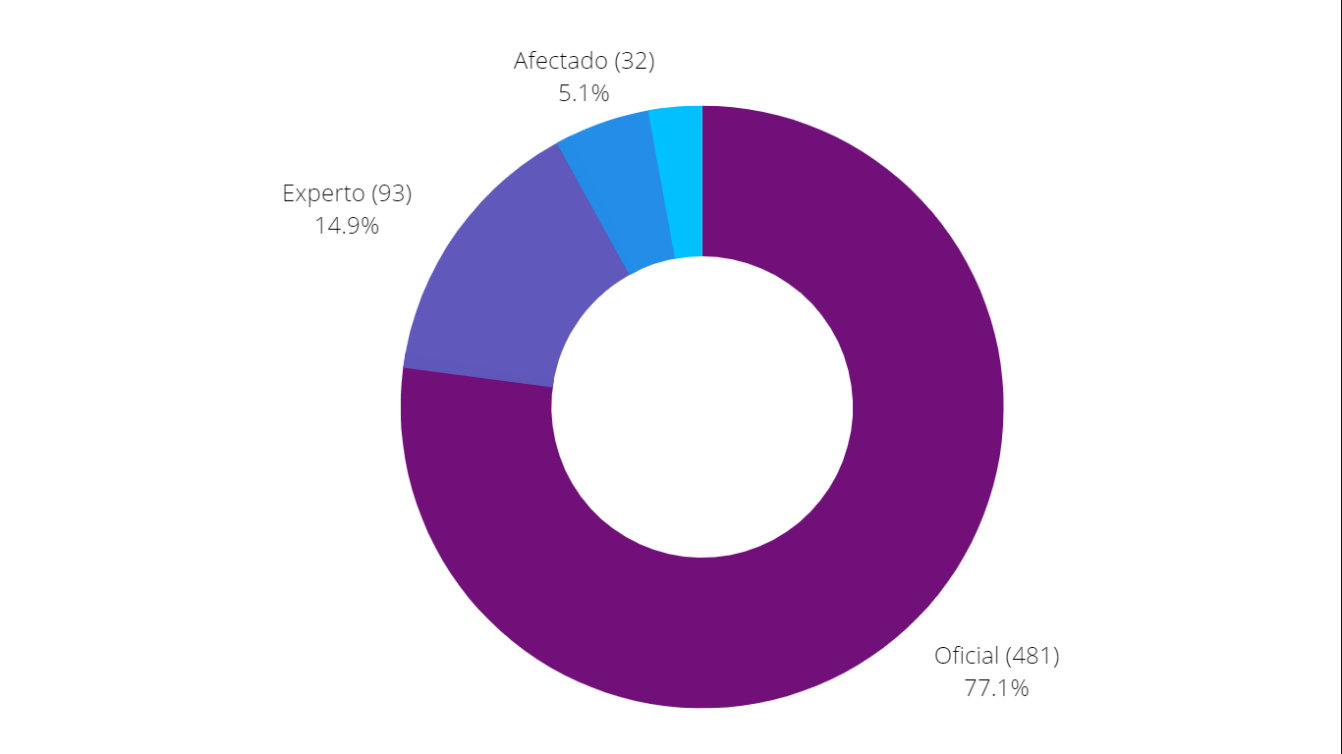 Afectado (32)
5.1%
Experto (93)
14.9%
Oficial (481)
77.1%